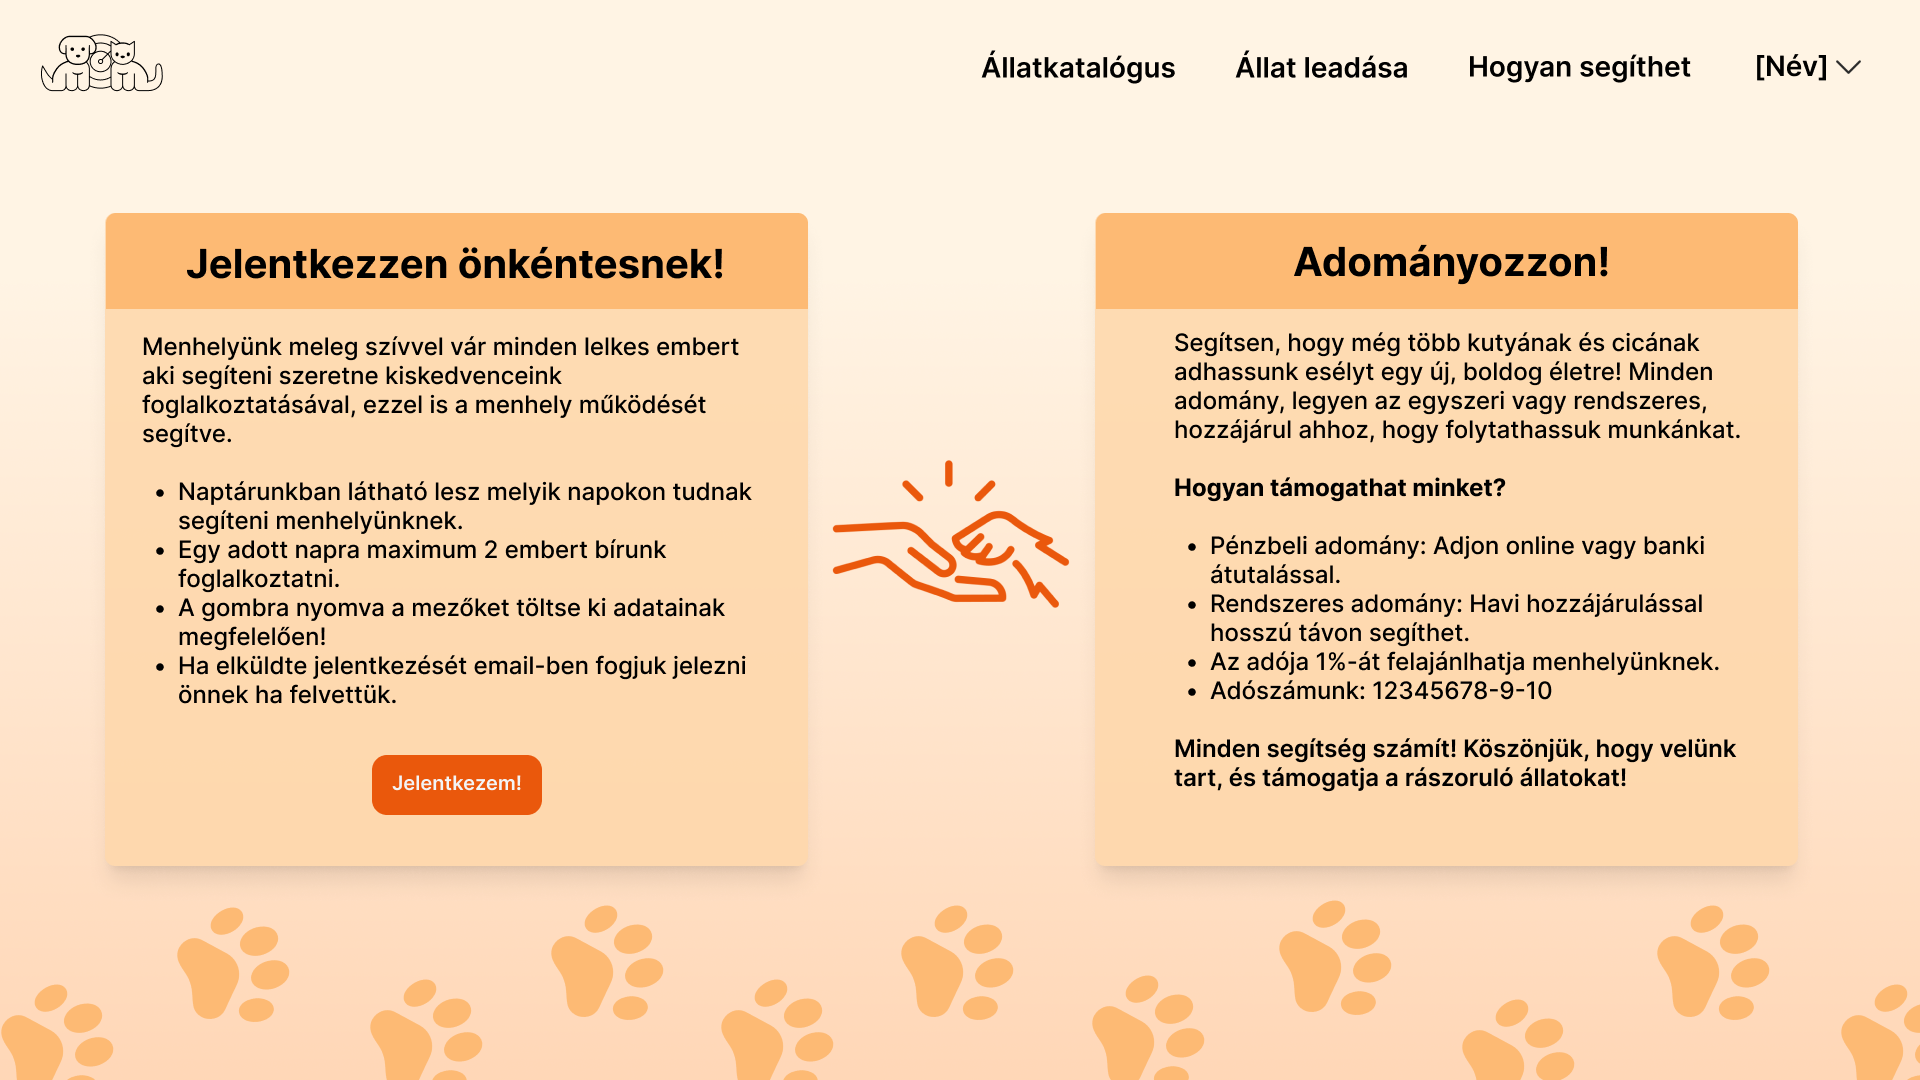 Állatkatalógus
Állat leadása
Hogyan segíthet
[Név]
Jelentkezzen önkéntesnek!
Menhelyünk meleg szívvel vár minden lelkes embert
aki segíteni szeretne kiskedvenceink
foglalkoztatásával, ezzel is a menhely működését
segítve.
• Naptárunkban látható lesz melyik napokon tudnak
segíteni menhelyünknek.
• Egy adott napra maximum 2 embert bírunk
foglalkoztatni.
• A gombra nyomva a mezőket töltse ki adatainak
megfelelően!
• Ha elküldte jelentkezését email-ben fogjuk jelezni
önnek ha felvettük.
Jelentkezem!
Adományozzon!
Segítsen, hogy még több kutyának és cicának
adhassunk esélyt egy új, boldog életre! Minden
adomány, legyen az egyszeri vagy rendszeres,
hozzájárul ahhoz, hogy folytathassuk munkánkat.
Hogyan támogathat minket?
• Pénzbeli adomány: Adjon online vagy banki
átutalással.
• Rendszeres adomány: Havi hozzájárulással
hosszú távon segíthet.
• Az adója 1%-át felajánlhatja menhelyünknek.
• Adószámunk: 12345678-9-10
Minden segítség számít! Köszönjük, hogy velünk
tart, és támogatja a rászoruló állatokat!